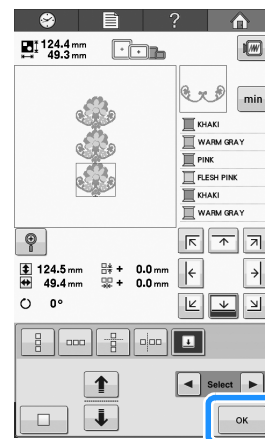 ?
124.4 mm
49.3 mm
min
KHAKI
WARM GRAY
PINK
FLESH PINK
KHAKI
WARM GRAY
124.5 mm + 0.0 mm
49.4 mm + 0.0 mm
0°
Select
OK